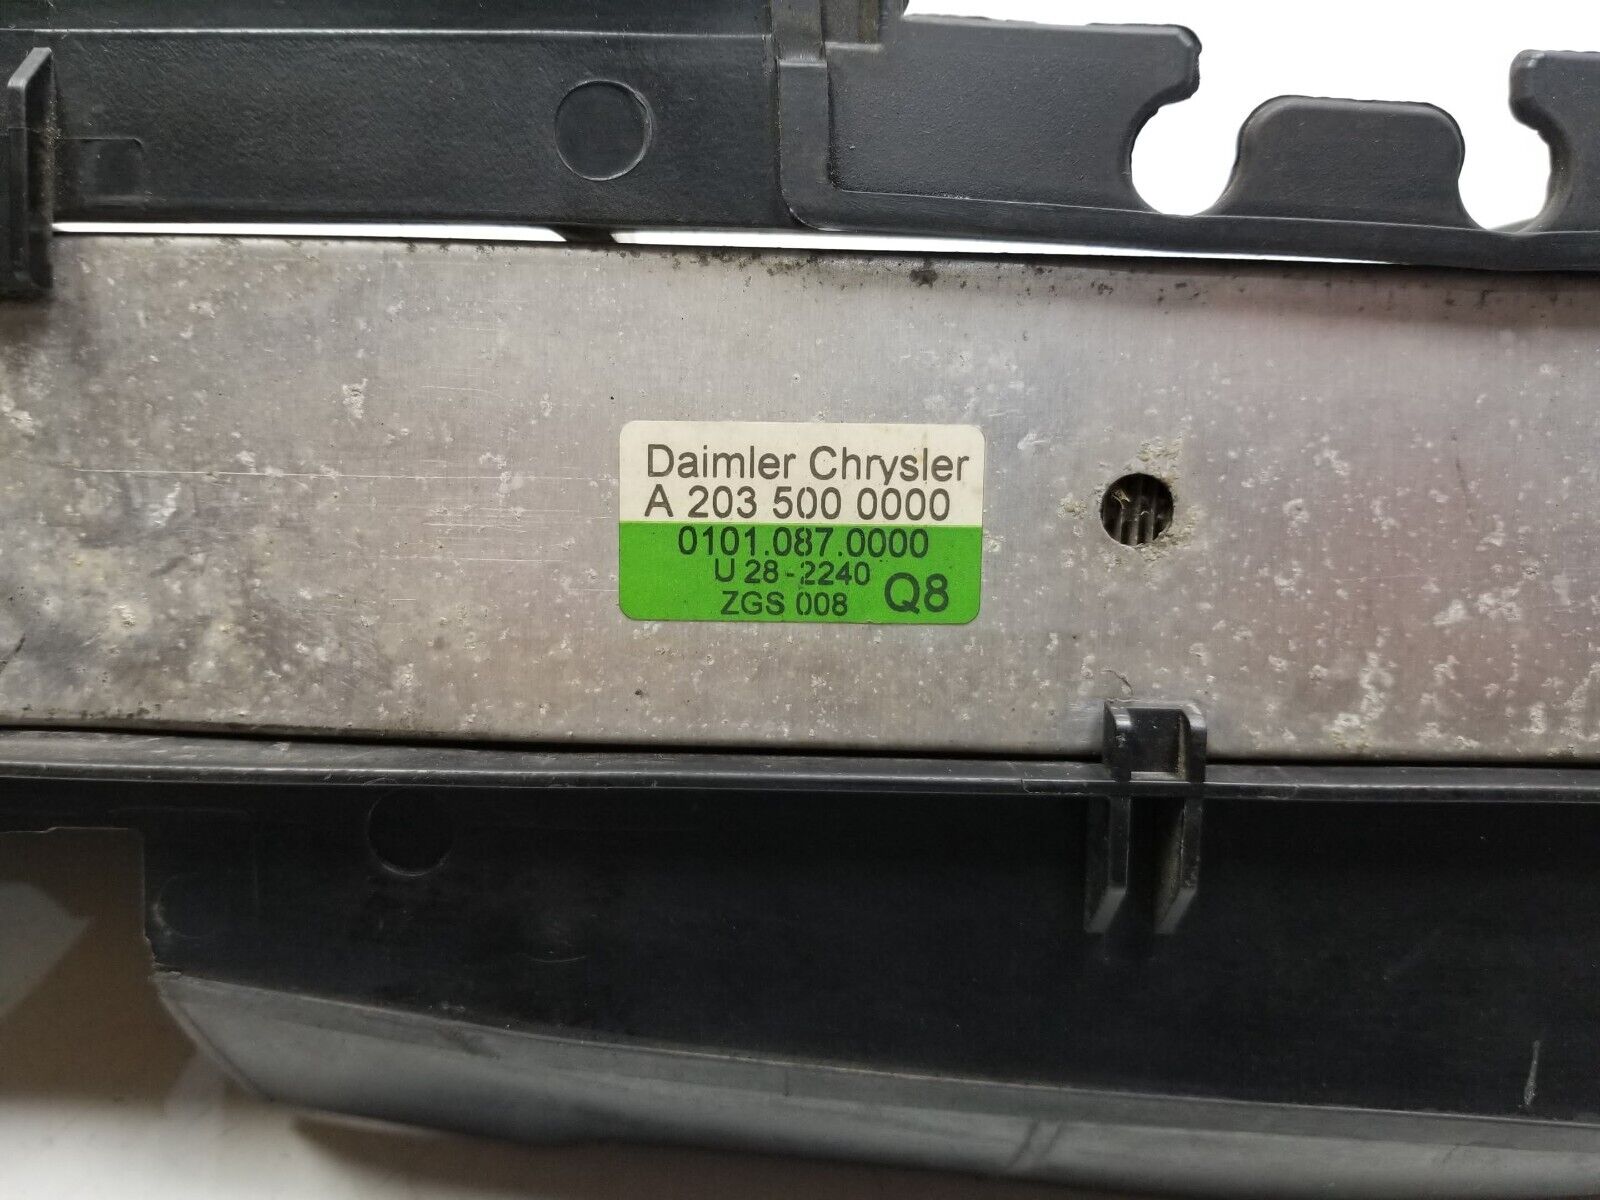 Daimler Chrysler
A 203 500 0000
0101.087.0000
U 28-2240
ZGS 008 Q8